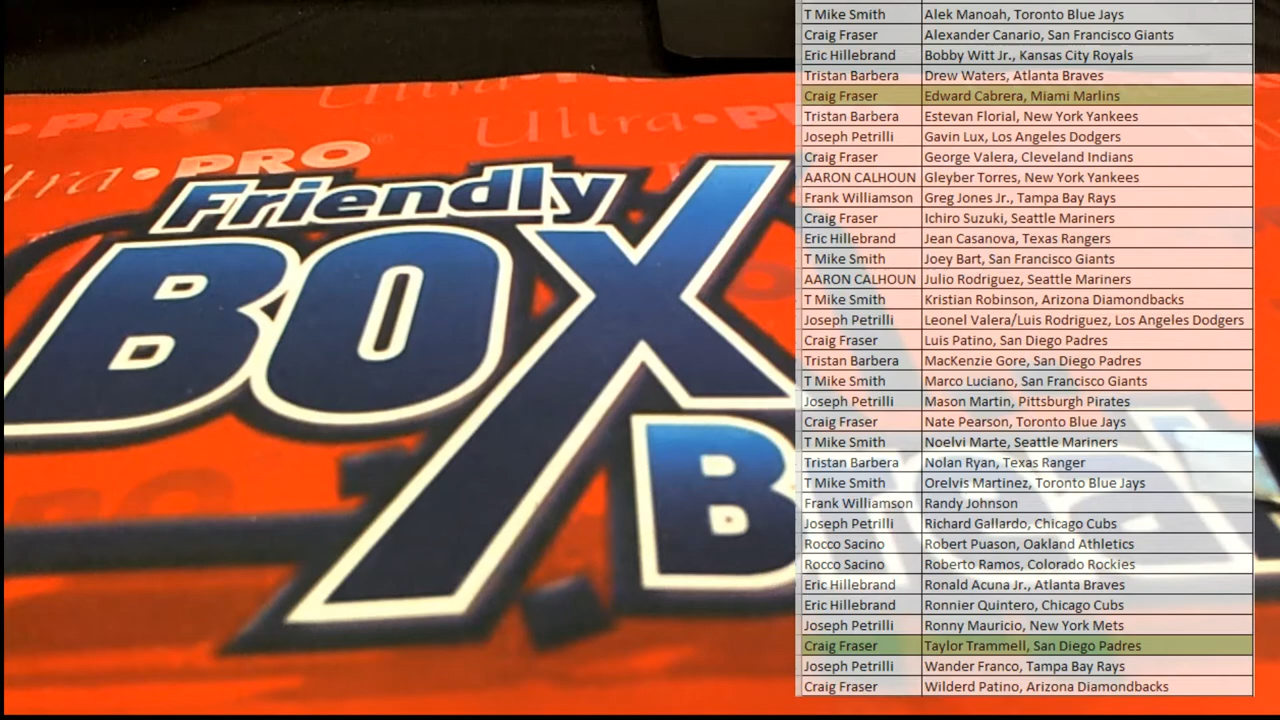 Ultra
PRO
Ultra PRO
tra PRO
Friendly
BOX
B
T Mike Smith Alek Manoah, Toronto Blue Jays
Craig Fraser Alexander Canario, San Francisco Giants
Eric Hillebrand Bobby Witt Jr., Kansas City Royals
Tristan Barbera Drew Waters, Atlanta Braves
Craig Fraser Edward Cabrera, Miami Marlins
Tristan Barbera Estevan Florial, New York Yankees
Joseph Petrilli Gavin Lux, Los Angeles Dodgers
Craig Fraser George Valera, Cleveland Indians
AARON CALHOUN Gleyber Torres, New York Yankees
Frank Williamson Greg Jones Jr., Tampa Bay Rays
Craig Fraser Ichiro Suzuki, Seattle Mariners
Eric Hillebrand Jean Casanova, Texas Rangers
T Mike Smith Joey Bart, San Francisco Giants
AARON CALHOUN Julio Rodriguez, Seattle Mariners
T Mike Smith Kristian Robinson, Arizona Diamondbacks
Joseph Petrilli Leonel Valera/Luis Rodriguez, Los Angeles Dodgers
Craig Fraser Luis Patino, San Diego Padres
Tristan Barbera MacKenzie Gore, San Diego Padres
T Mike Smith Marco Luciano, San Francisco Giants
Joseph Petrilli Mason Martin, Pittsburgh Pirates
Craig Fraser Nate Pearson, Toronto Blue Jays
T Mike Smith Noelvi Marte, Seattle Mariners
Tristan Barbera Nolan Ryan, Texas Ranger
T Mike Smith Orelvis Martinez, Toronto Blue Jays
Frank Williamson Randy Johnson
Joseph Petrilli Richard Gallardo, Chicago Cubs
Rocco Sacino Robert Puason, Oakland Athletics
Rocco Sacino Roberto Ramos, Colorado Rockies
Eric Hillebrand Ronald Acuna Jr., Atlanta Braves
Eric Hillebrand Ronnier Quintero, Chicago Cubs
Joseph Petrilli Ronny Mauricio, New York Mets
Craig Fraser Taylor Trammell, San Diego Padres
Joseph Petrilli Wander Franco, Tampa Bay Rays
Craig Fraser Wilderd Patino, Arizona Diamondbacks